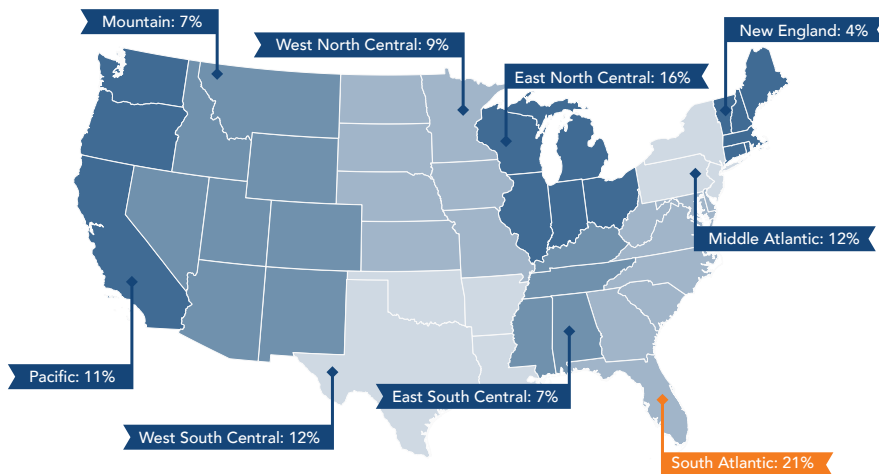 Mountain: 7%
New England: 4%
West North Central: 9%
East North Central: 16%
Middle Atlantic: 12%
Pacific: 11%
East South Central: 7%
West South Central: 12%
South Atlantic: 21%